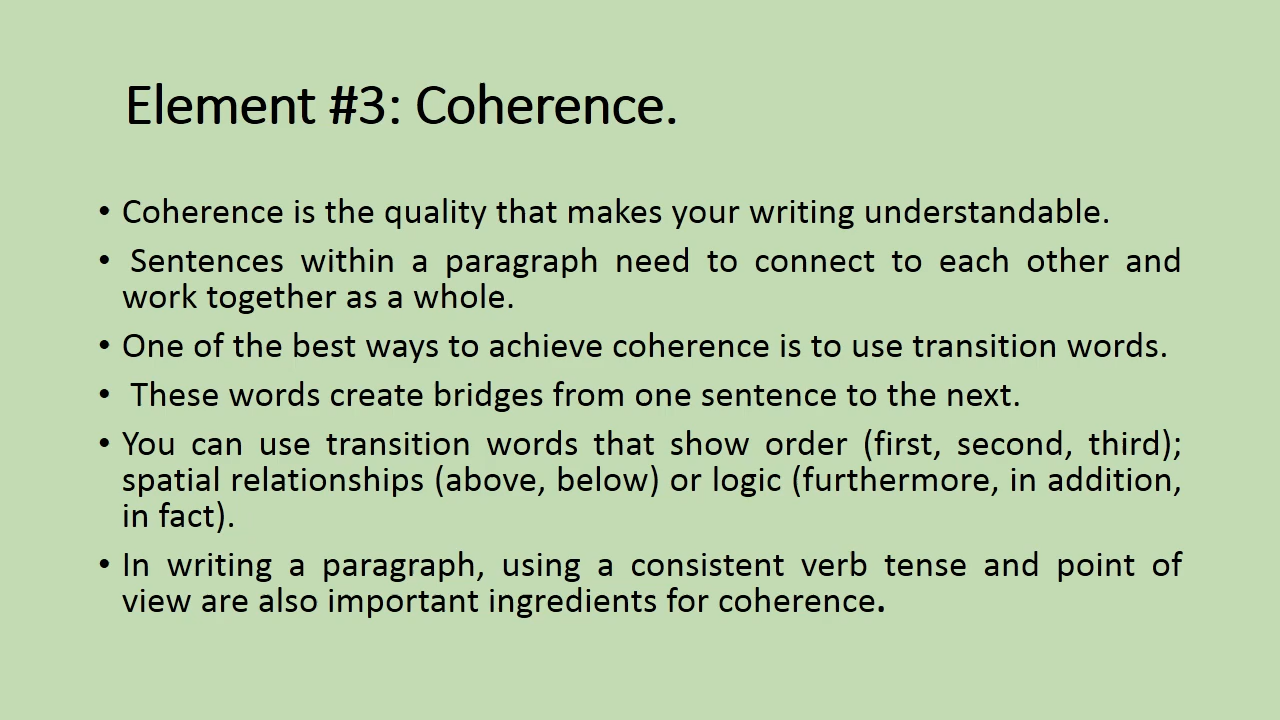 Element #3: Coherence.
• Coherence is the quality that makes your writing understandable.
• Sentences within a paragraph need to connect to each other and
work together as a whole.
• One of the best ways to achieve coherence is to use transition words.
• These words create bridges from one sentence to the next.
• You can use transition words that show order (first, second, third);
spatial relationships (above, below) or logic (furthermore, in addition,
in fact).
• In writing a paragraph, using a consistent verb tense and point of
view are also important ingredients for coherence.